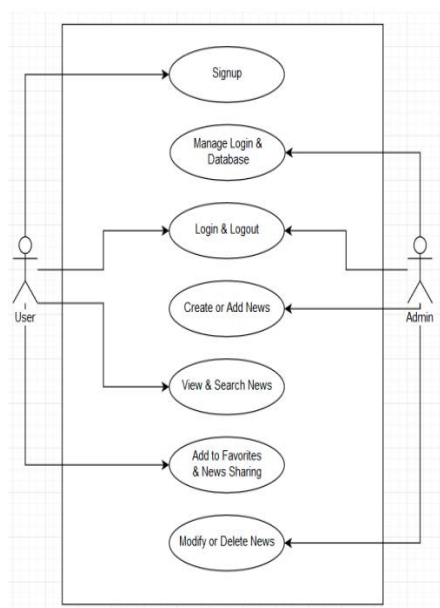 Signup
Manage Login &
Database
Login & Logout
Create or Add News
User
Admin
View & Search News
Add to Favorites
& News Sharing
Modify or Delete News